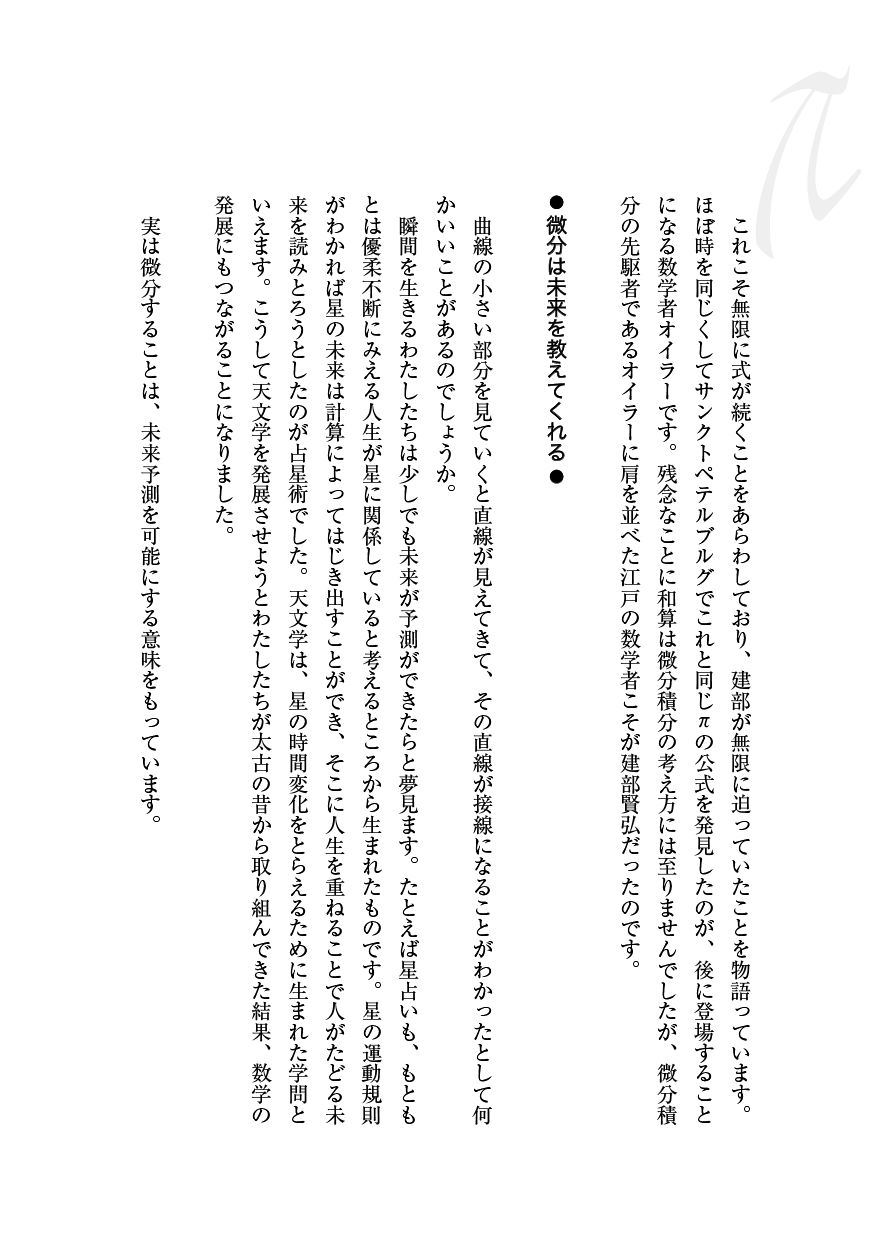 π
これこそ無限に式が続くことをあらわしており、建部が無限に迫っていたことを物語っています。
ほぼ時を同じくしてサンクトペテルブルグでこれと同じπの公式を発見したのが、後に登場すること
になる数学者オイラーです。残念なことに和算は微分積分の考え方には至りませんでしたが、微分積
分の先駆者であるオイラーに肩を並べた江戸の数学者こそが建部賢弘だったのです。
●微分は未来を教えてくれる●
曲線の小さい部分を見ていくと直線が見えてきて、その直線が接線になることがわかったとして何
かいいことがあるのでしょうか。
瞬間を生きるわたしたちは少しでも未来が予測ができたらと夢見ます。たとえば星占いも、もとも
とは優柔不断にみえる人生が星に関係していると考えるところから生まれたものです。星の運動規則
がわかれば星の未来は計算によってはじき出すことができ、そこに人生を重ねることで人がたどる未
来を読みとろうとしたのが占星術でした。天文学は、星の時間変化をとらえるために生まれた学問と
いえます。こうして天文学を発展させようとわたしたちが太古の昔から取り組んできた結果、数学の
発展にもつながることになりました。
実は微分することは、未来予測を可能にする意味をもっています。